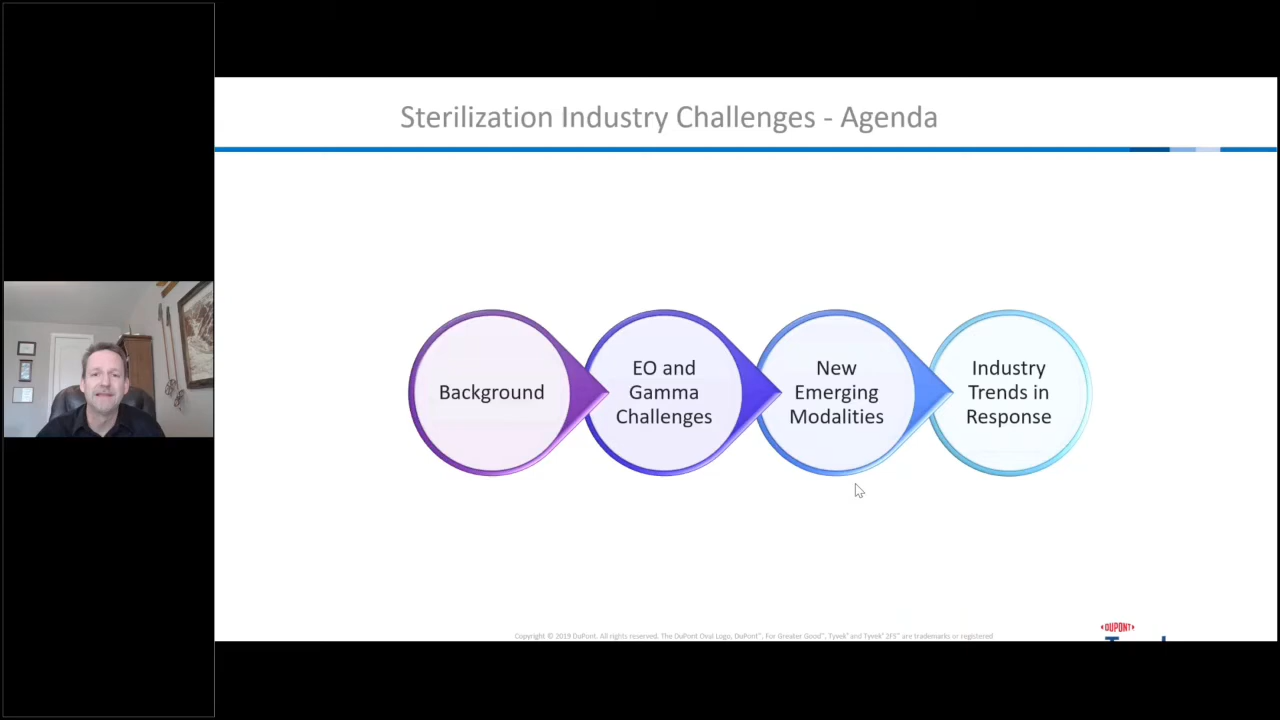 Sterilization Industry Challenges - Agenda
Background
EO and
Gamma
Challenges
New
Emerging
Modalities
Industry
Trends in
Response
Copyright © 2019 DuPont. All rights reserved. The DuPont Oval Logo, DuPont™, For Greater Good™, Tyvek® and Tyvek® 2FS™ are trademarks or registered
DUPONT